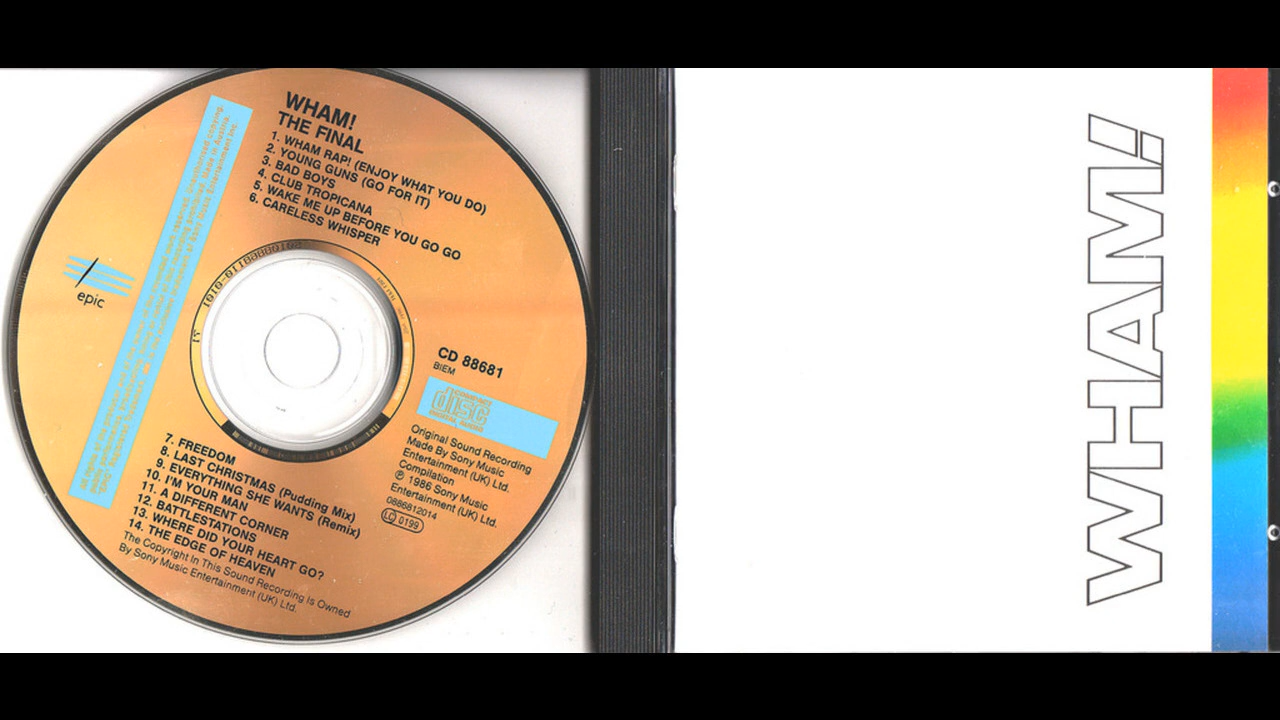 WHAM!
THE FINAL
1. WHAM RAP! (ENJOY WHAT YOU DO)
2. YOUNG GUNS (GO FOR IT)
3. BAD BOYS
4. CLUB TROPICANA
5. WAKE ME UP BEFORE YOU GO GO
6. CARELESS WHISPER
epic
CD 88681
BIEM
COMPACT
disc
DIGITAL AUDIO
Original Sound Recording
Made By Sony Music
Entertainment (UK) Ltd.
Compilation
℗ 1986 Sony Music
Entertainment (UK) Ltd.
0886812014
LC 0199
7. FREEDOM
8. LAST CHRISTMAS (Pudding Mix)
9. EVERYTHING SHE WANTS (Remix)
10. I'M YOUR MAN
11. A DIFFERENT CORNER
12. BATTLESTATIONS
13. WHERE DID YOUR HEART GO?
14. THE EDGE OF HEAVEN
The Copyright In This Sound Recording Is Owned
By Sony Music Entertainment (UK) Ltd.
WHAM!